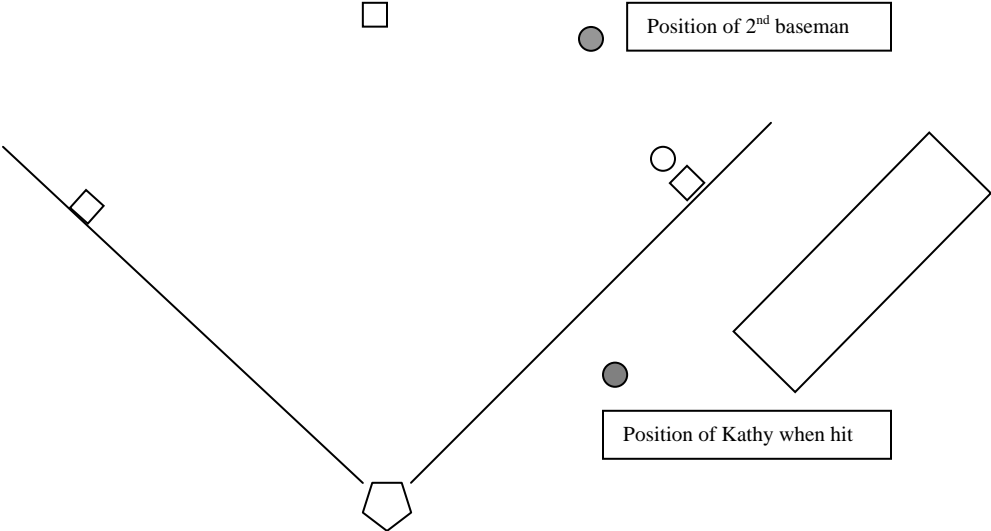 Position of 2nd baseman
Position of Kathy when hit